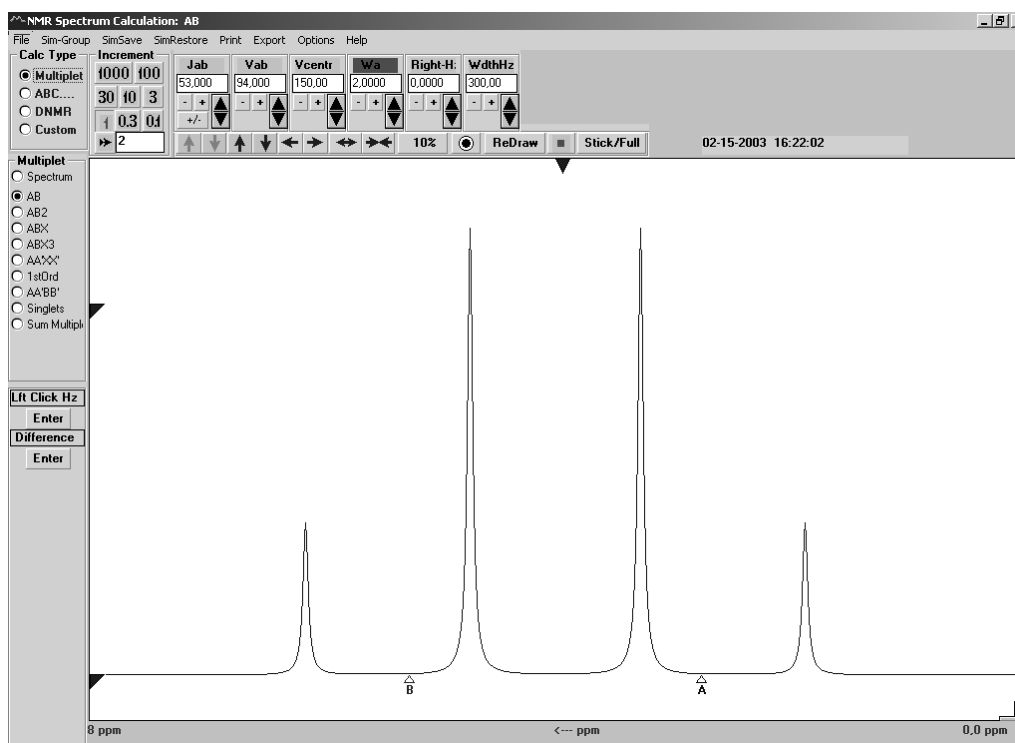 NMR Spectrum Calculation: AB
File Sim-Group SimSave SimRestore Print Export Options Help
Calc Type
Multiplet
ABC....
DNMR
Custom
Increment
1000 100
30 10 3
1 0.3 0.1
2
Jab Vab Vcentr Wa Right-H: WdthHz
53,000 94,000 150,00 2,0000 0,0000 300,00
- + - + - + - + - + - +
+/-
10% ReDraw Stick/Full 02-15-2003 16:22:02
Multiplet
Spectrum
AB
AB2
ABX
ABX3
AA'XX'
1stOrd
AA'BB'
Singlets
Sum Multipl
Lft Click Hz
Enter
Difference
Enter
B A
8 ppm <--- ppm 0,0 ppm